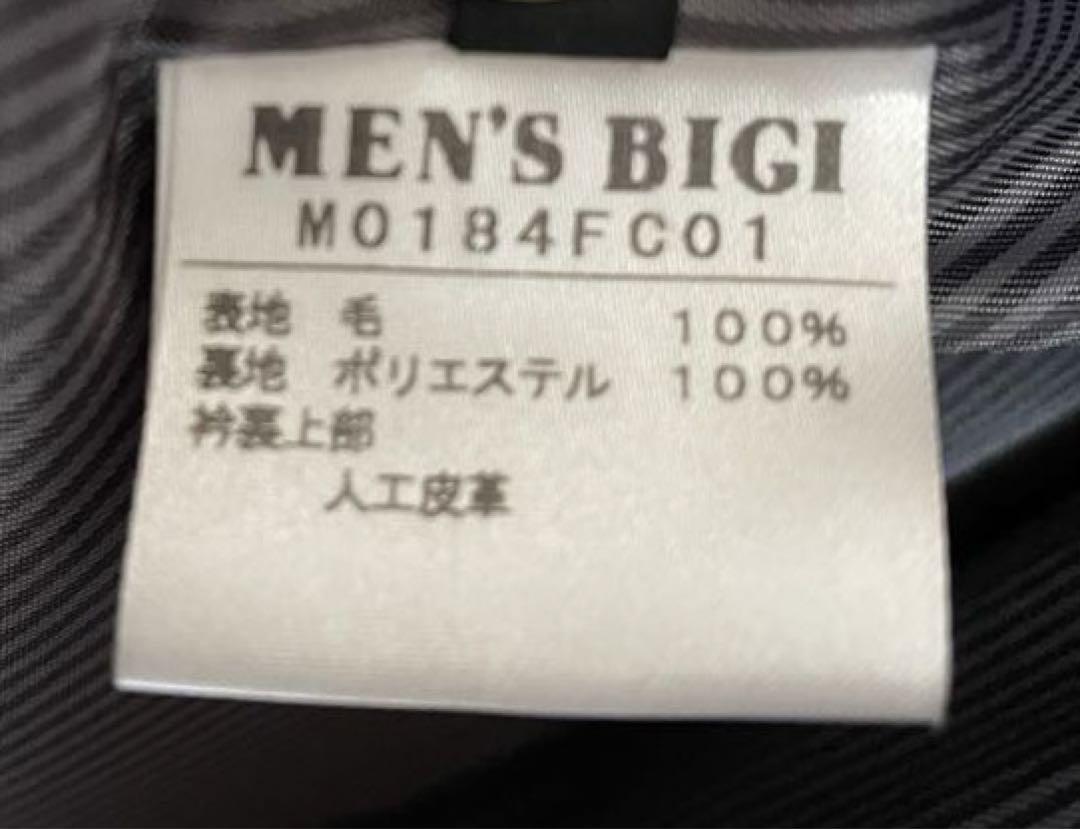 MEN'S BIGI
M0184FC01
表地 毛 100%
裏地 ポリエステル 100%
衿裏上部
人工皮革